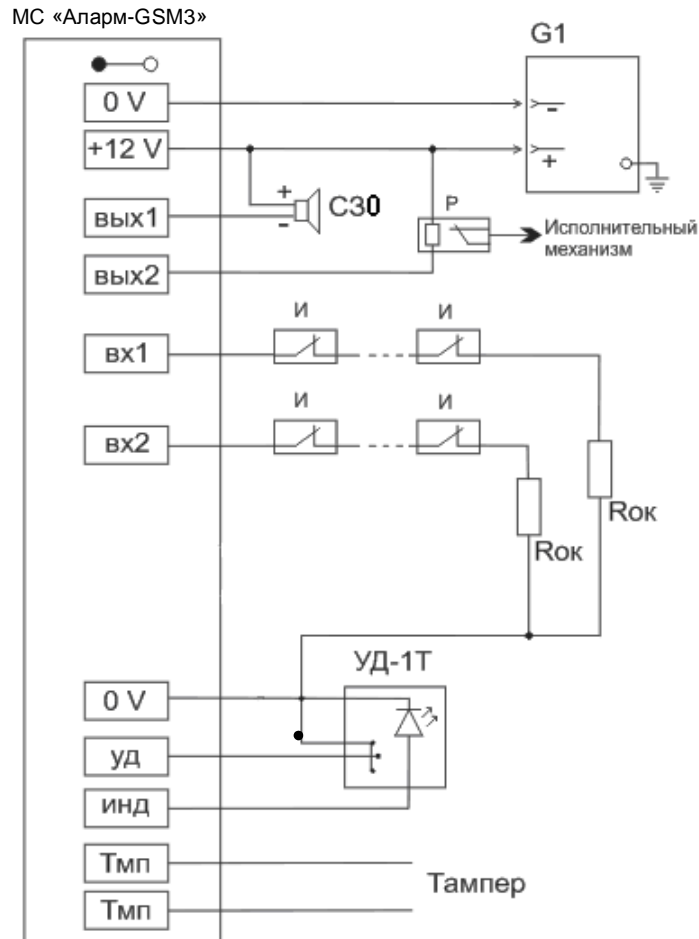 МС «Аларм-GSM3»
G1
0 V
-
+12 V
+
+
СЗ0
-
Р
Исполнительный
механизм
вых1
вых2
И
И
вх1
И
И
вх2
Rок
Rок
УД-1Т
0 V
уд
инд
Тмп
Тампер
Тмп